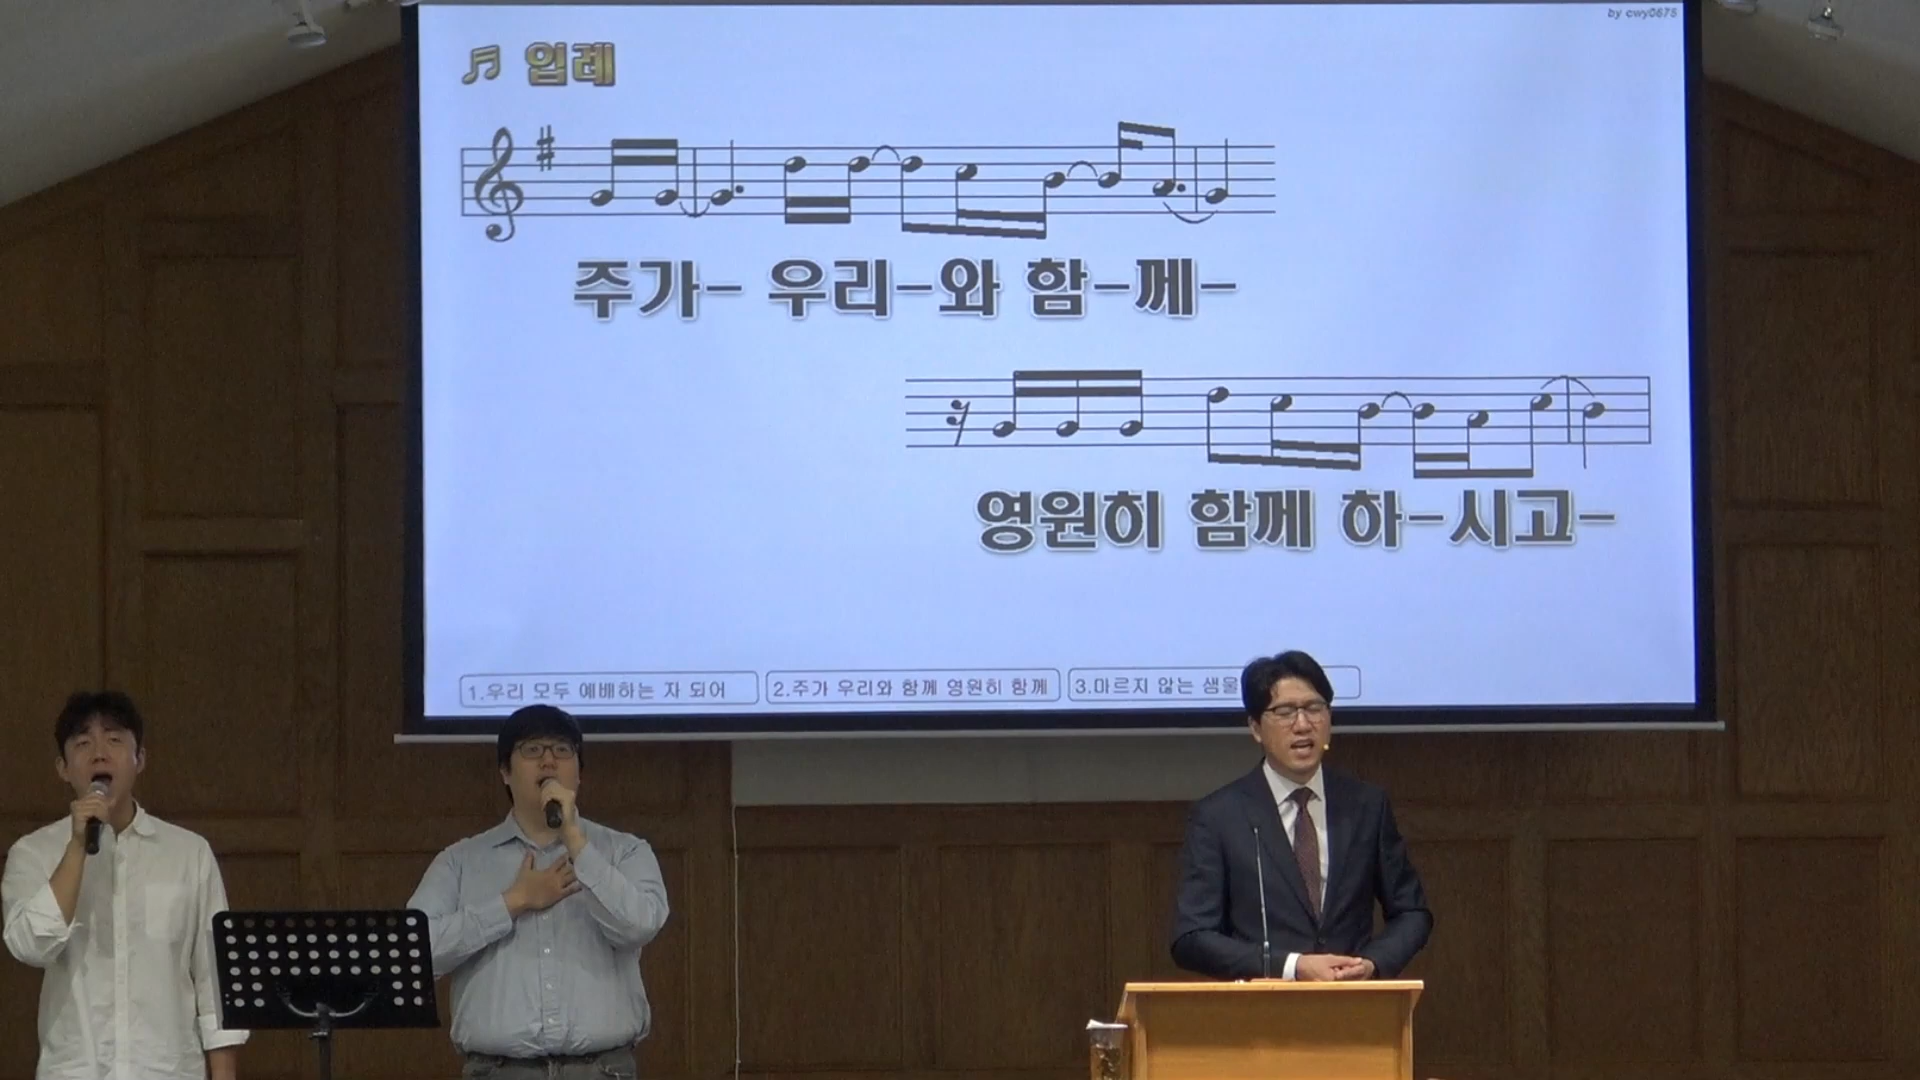 by cwy0675
입례
주가- 우리-와 함-께-
영원히 함께 하-시고-
1.우리 모두 예배하는 자 되어
2.주가 우리와 함께 영원히 함께
3.마르지 않는 샘물